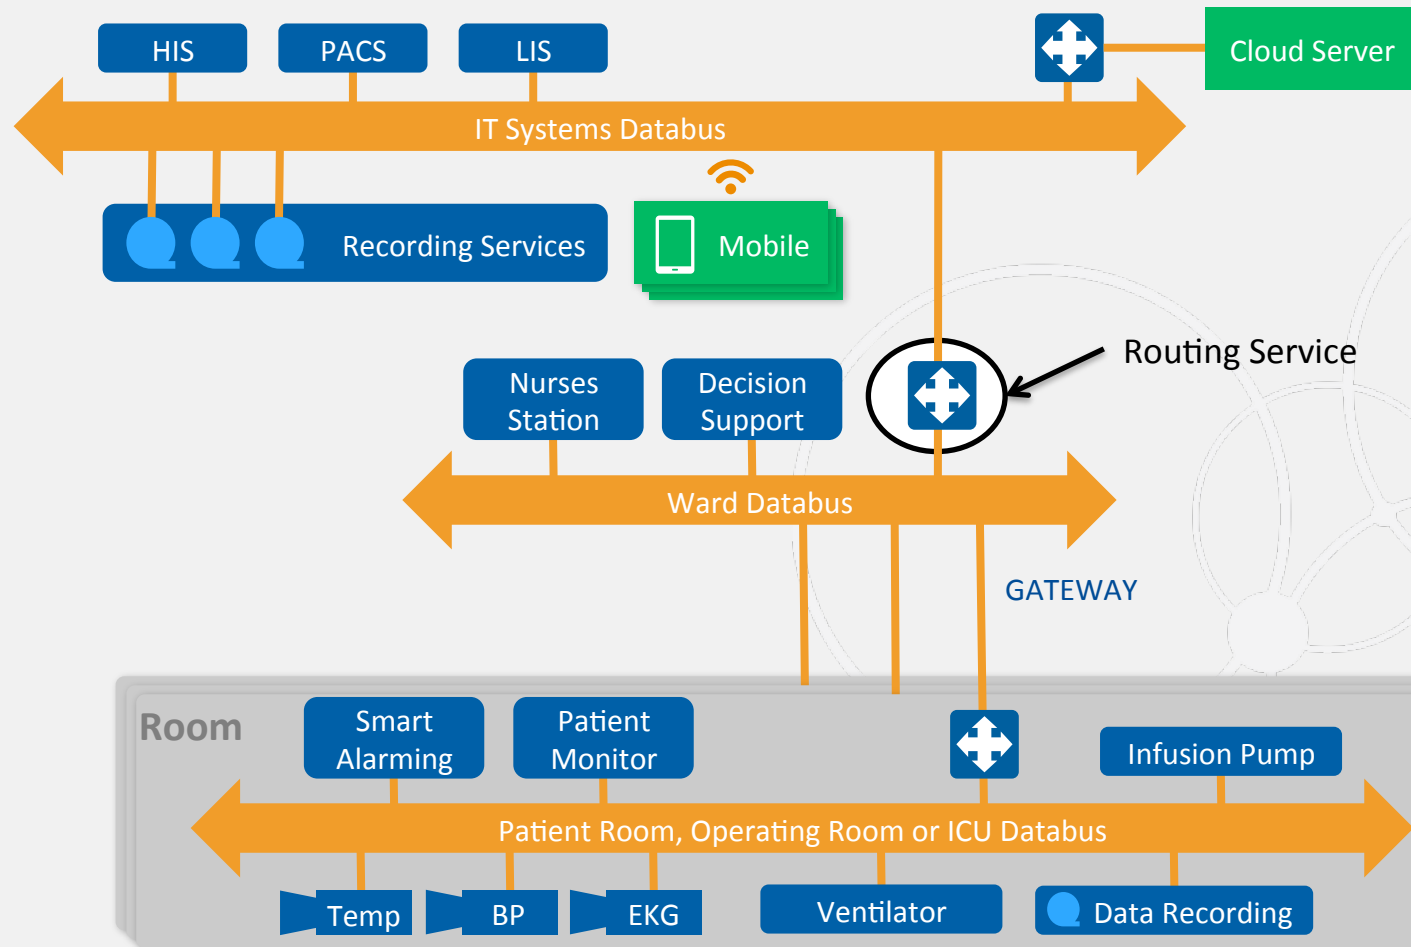 HIS
PACS
LIS
Cloud Server
IT Systems Databus
Recording Services
Mobile
Routing Service
Nurses
Station
Decision
Support
Ward Databus
GATEWAY
Room
Smart
Alarming
Patient
Monitor
Infusion Pump
Patient Room, Operating Room or ICU Databus
Temp
BP
EKG
Ventilator
Data Recording